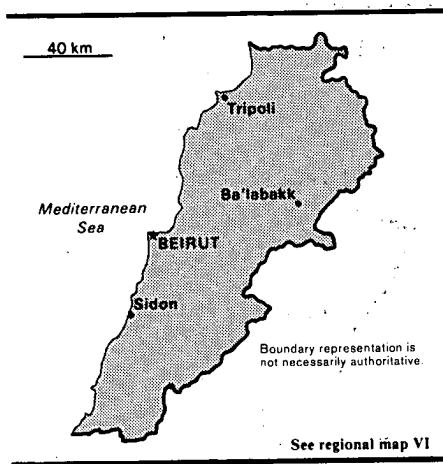 40 km
Tripoli
Ba'labakk
Mediterranean
Sea
BEIRUT
Sidon
Boundary representation is
not necessarily authoritative.
See regional map VI